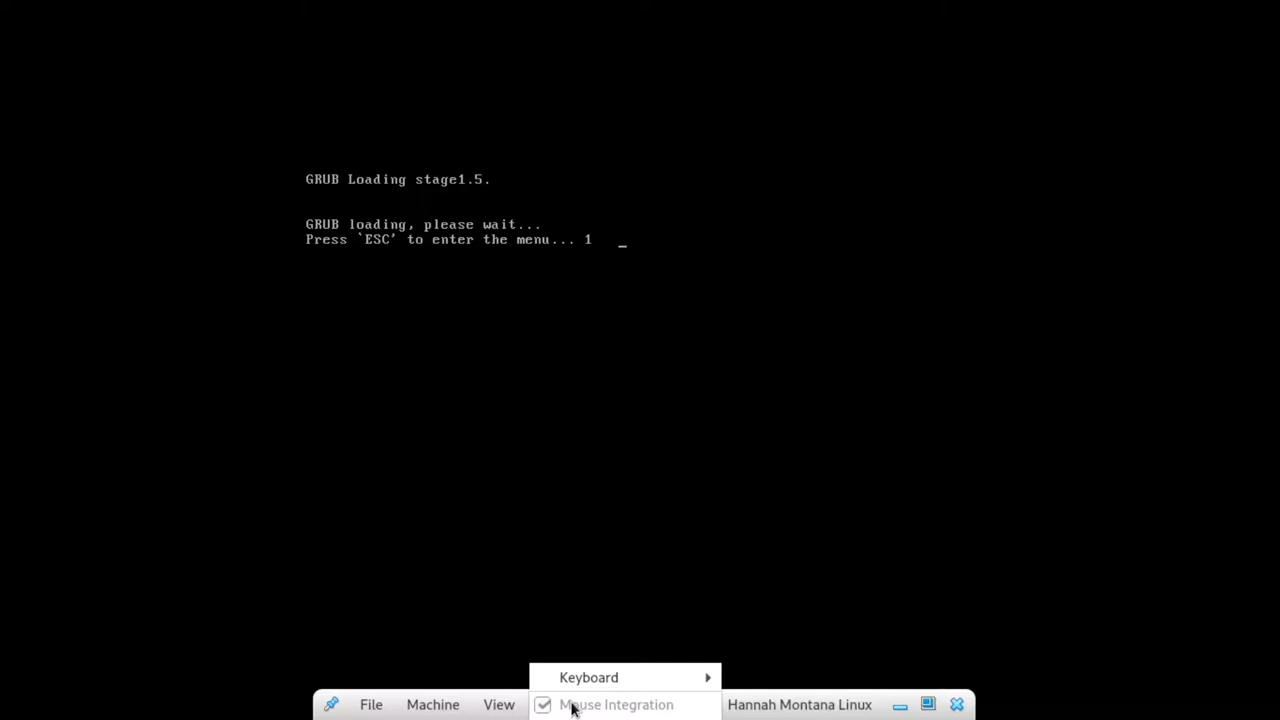 GRUB Loading stage1.5.
GRUB loading, please wait...
Press `ESC' to enter the menu... 1 _
Keyboard
File Machine View Mouse Integration Hannah Montana Linux